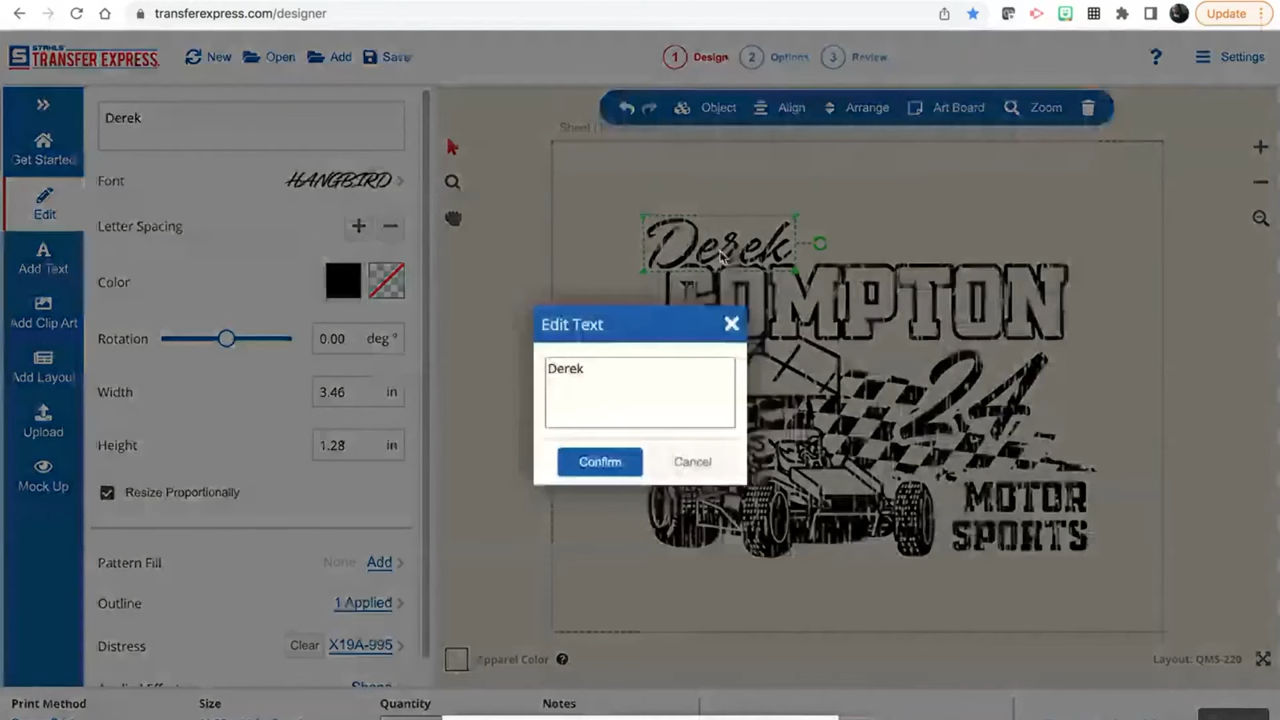 transferexpress.com/designer
Update
STAHLS'
TRANSFER EXPRESS
New
Open
Add
Save
1 Design
2 Options
3 Review
?
Settings
Get Started
Edit
Add Text
Add Clip Art
Add Layout
Upload
Mock Up
Derek
Font
HANGBIRD
Letter Spacing
Color
Rotation
0.00 deg °
Width
3.46 in
Height
1.28 in
Resize Proportionally
Pattern Fill None Add
Outline 1 Applied
Distress Clear X19A-995
Shape
Object
Align
Arrange
Art Board
Zoom
Sheet
Derek
COMPTON
24
MOTOR
SPORTS
Edit Text
Derek
Confirm
Cancel
Apparel Color ?
Layout: QMS-220
Print Method
Size
Quantity
Notes